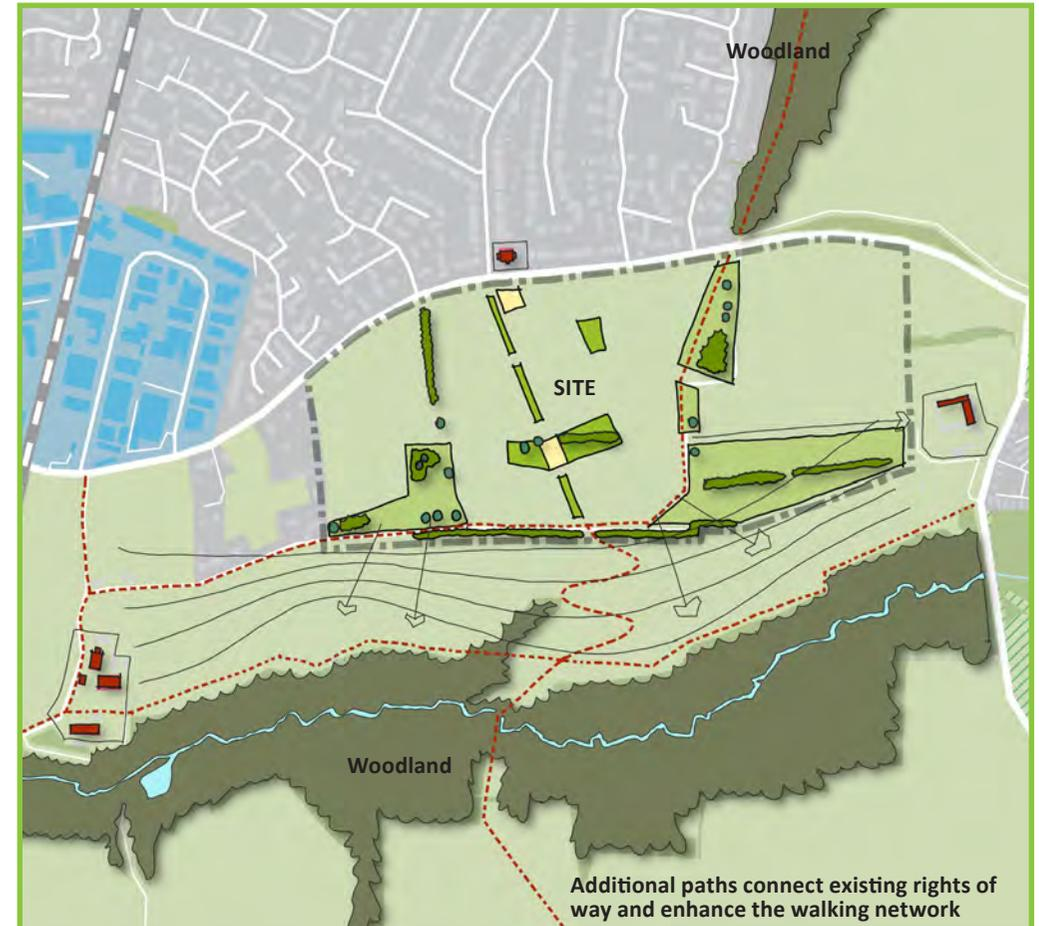 Woodland
SITE
Woodland
Additional paths connect existing rights of
way and enhance the walking network